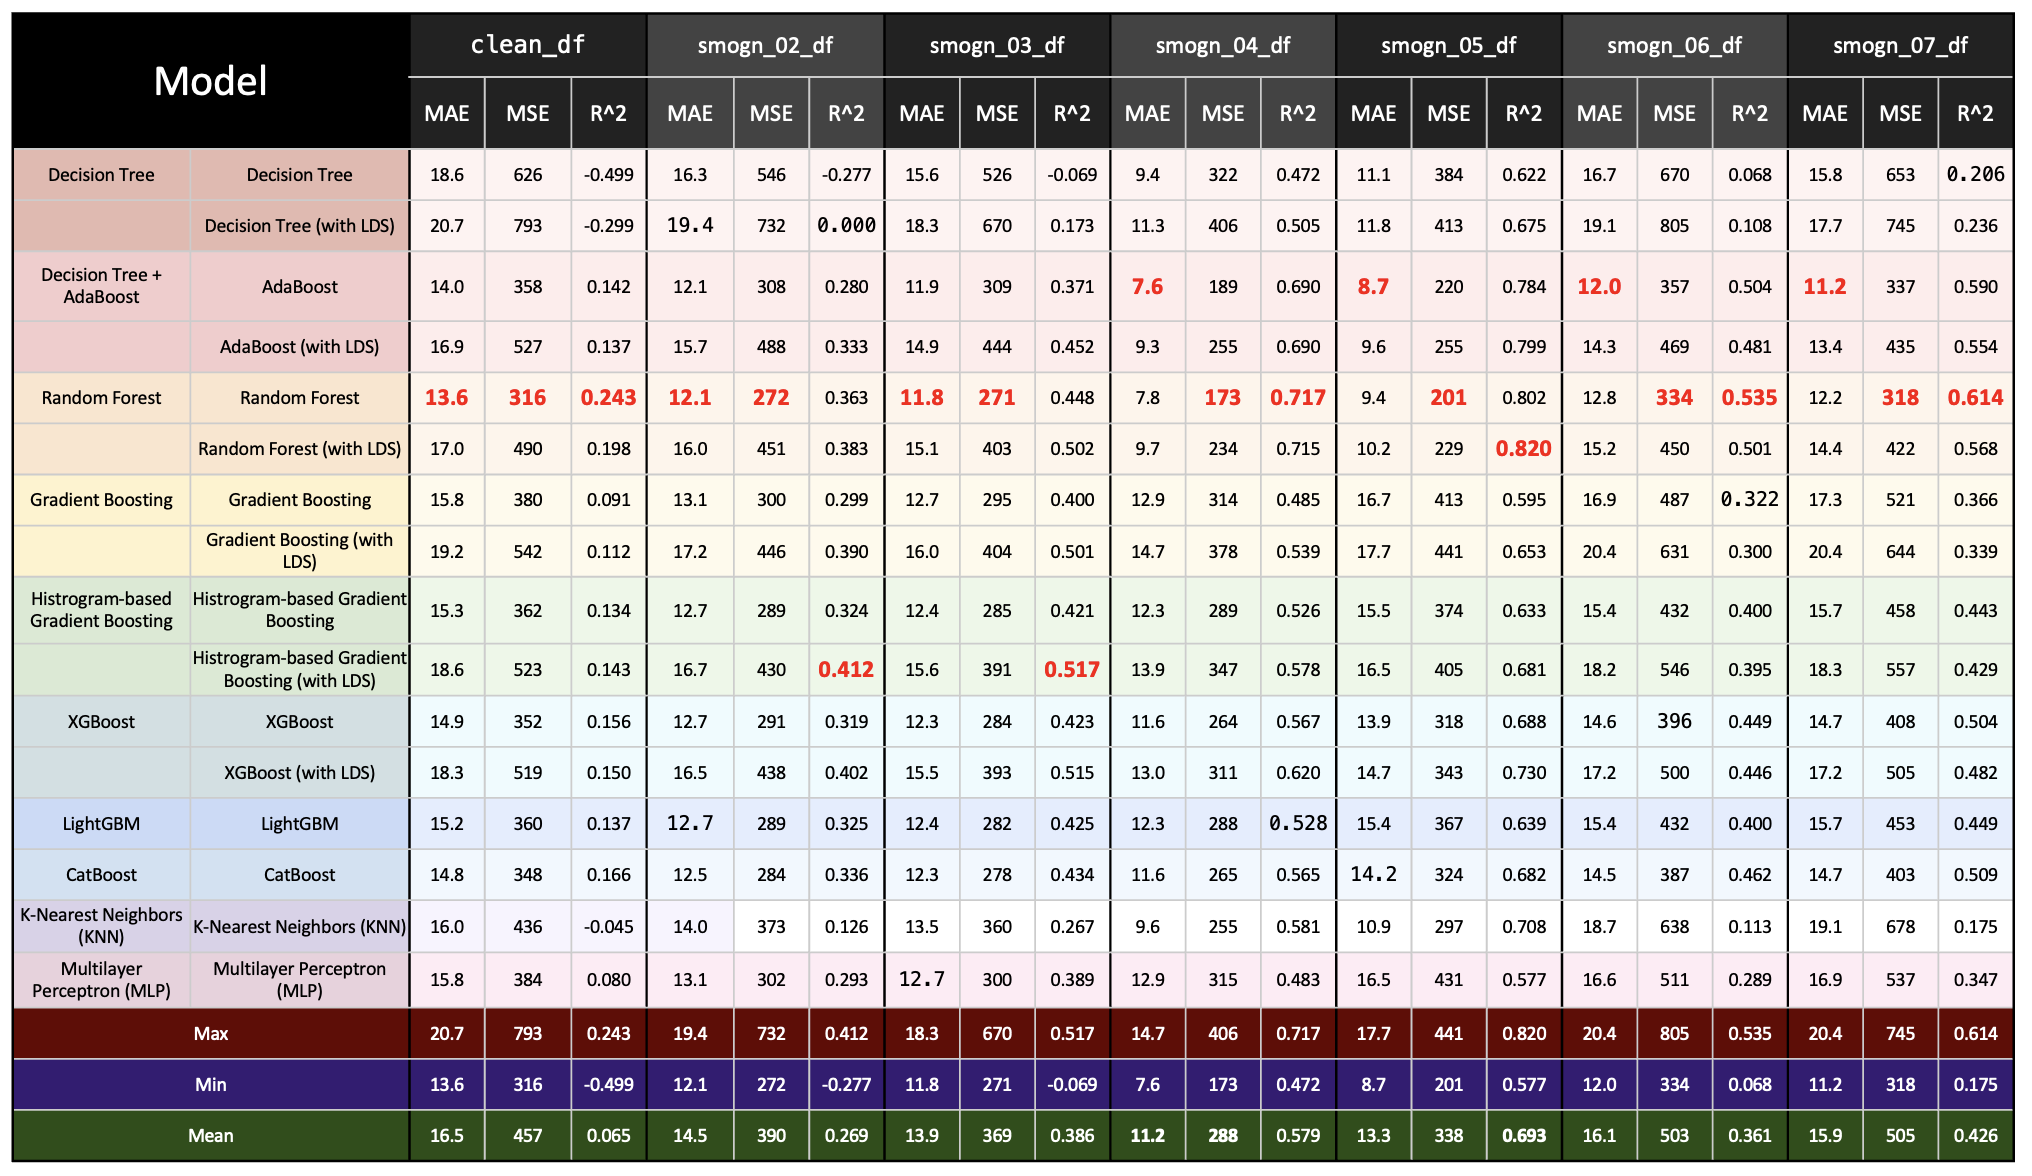 Model clean_df smogn_02_df smogn_03_df smogn_04_df smogn_05_df smogn_06_df smogn_07_df
MAE MSE R^2 MAE MSE R^2 MAE MSE R^2 MAE MSE R^2 MAE MSE R^2 MAE MSE R^2 MAE MSE R^2
Decision Tree Decision Tree 18.6 626 -0.499 16.3 546 -0.277 15.6 526 -0.069 9.4 322 0.472 11.1 384 0.622 16.7 670 0.068 15.8 653 0.206
Decision Tree (with LDS) 20.7 793 -0.299 19.4 732 0.000 18.3 670 0.173 11.3 406 0.505 11.8 413 0.675 19.1 805 0.108 17.7 745 0.236
Decision Tree +
AdaBoost AdaBoost 14.0 358 0.142 12.1 308 0.280 11.9 309 0.371 7.6 189 0.690 8.7 220 0.784 12.0 357 0.504 11.2 337 0.590
AdaBoost (with LDS) 16.9 527 0.137 15.7 488 0.333 14.9 444 0.452 9.3 255 0.690 9.6 255 0.799 14.3 469 0.481 13.4 435 0.554
Random Forest Random Forest 13.6 316 0.243 12.1 272 0.363 11.8 271 0.448 7.8 173 0.717 9.4 201 0.802 12.8 334 0.535 12.2 318 0.614
Random Forest (with LDS) 17.0 490 0.198 16.0 451 0.383 15.1 403 0.502 9.7 234 0.715 10.2 229 0.820 15.2 450 0.501 14.4 422 0.568
Gradient Boosting Gradient Boosting 15.8 380 0.091 13.1 300 0.299 12.7 295 0.400 12.9 314 0.485 16.7 413 0.595 16.9 487 0.322 17.3 521 0.366
Gradient Boosting (with
LDS) 19.2 542 0.112 17.2 446 0.390 16.0 404 0.501 14.7 378 0.539 17.7 441 0.653 20.4 631 0.300 20.4 644 0.339
Histrogram-based Histrogram-based Gradient
Gradient Boosting Boosting 15.3 362 0.134 12.7 289 0.324 12.4 285 0.421 12.3 289 0.526 15.5 374 0.633 15.4 432 0.400 15.7 458 0.443
Histrogram-based Gradient
Boosting (with LDS) 18.6 523 0.143 16.7 430 0.412 15.6 391 0.517 13.9 347 0.578 16.5 405 0.681 18.2 546 0.395 18.3 557 0.429
XGBoost XGBoost 14.9 352 0.156 12.7 291 0.319 12.3 284 0.423 11.6 264 0.567 13.9 318 0.688 14.6 396 0.449 14.7 408 0.504
XGBoost (with LDS) 18.3 519 0.150 16.5 438 0.402 15.5 393 0.515 13.0 311 0.620 14.7 343 0.730 17.2 500 0.446 17.2 505 0.482
LightGBM LightGBM 15.2 360 0.137 12.7 289 0.325 12.4 282 0.425 12.3 288 0.528 15.4 367 0.639 15.4 432 0.400 15.7 453 0.449
CatBoost CatBoost 14.8 348 0.166 12.5 284 0.336 12.3 278 0.434 11.6 265 0.565 14.2 324 0.682 14.5 387 0.462 14.7 403 0.509
K-Nearest Neighbors
(KNN) K-Nearest Neighbors (KNN) 16.0 436 -0.045 14.0 373 0.126 13.5 360 0.267 9.6 255 0.581 10.9 297 0.708 18.7 638 0.113 19.1 678 0.175
Multilayer Multilayer Perceptron
Perceptron (MLP) (MLP) 15.8 384 0.080 13.1 302 0.293 12.7 300 0.389 12.9 315 0.483 16.5 431 0.577 16.6 511 0.289 16.9 537 0.347
Max 20.7 793 0.243 19.4 732 0.412 18.3 670 0.517 14.7 406 0.717 17.7 441 0.820 20.4 805 0.535 20.4 745 0.614
Min 13.6 316 -0.499 12.1 272 -0.277 11.8 271 -0.069 7.6 173 0.472 8.7 201 0.577 12.0 334 0.068 11.2 318 0.175
Mean 16.5 457 0.065 14.5 390 0.269 13.9 369 0.386 11.2 288 0.579 13.3 338 0.693 16.1 503 0.361 15.9 505 0.426